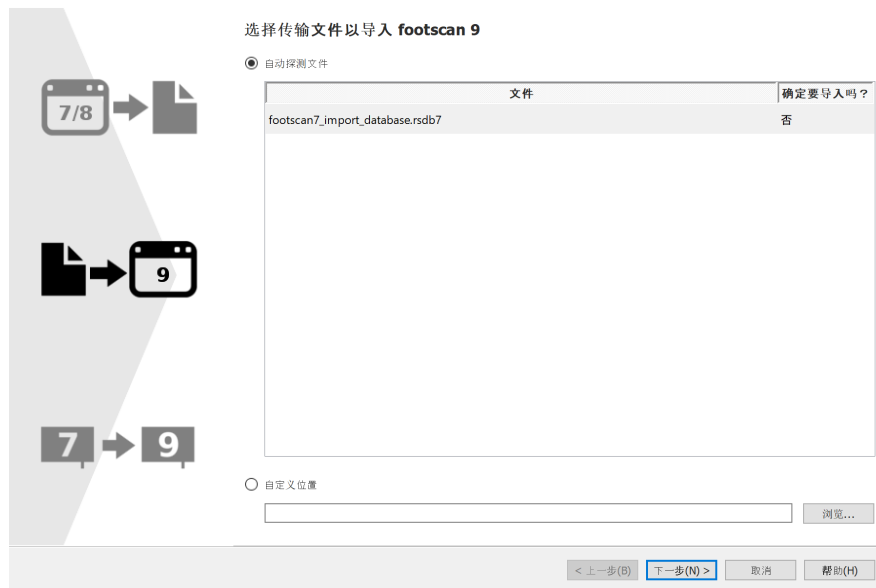 选择传输文件以导入 footscan 9
自动探测文件
文件 确定要导入吗？
footscan7_import_database.rsdb7 否
7/8
9
7 9
自定义位置
浏览...
< 上一步(B) 下一步(N) > 取消 帮助(H)